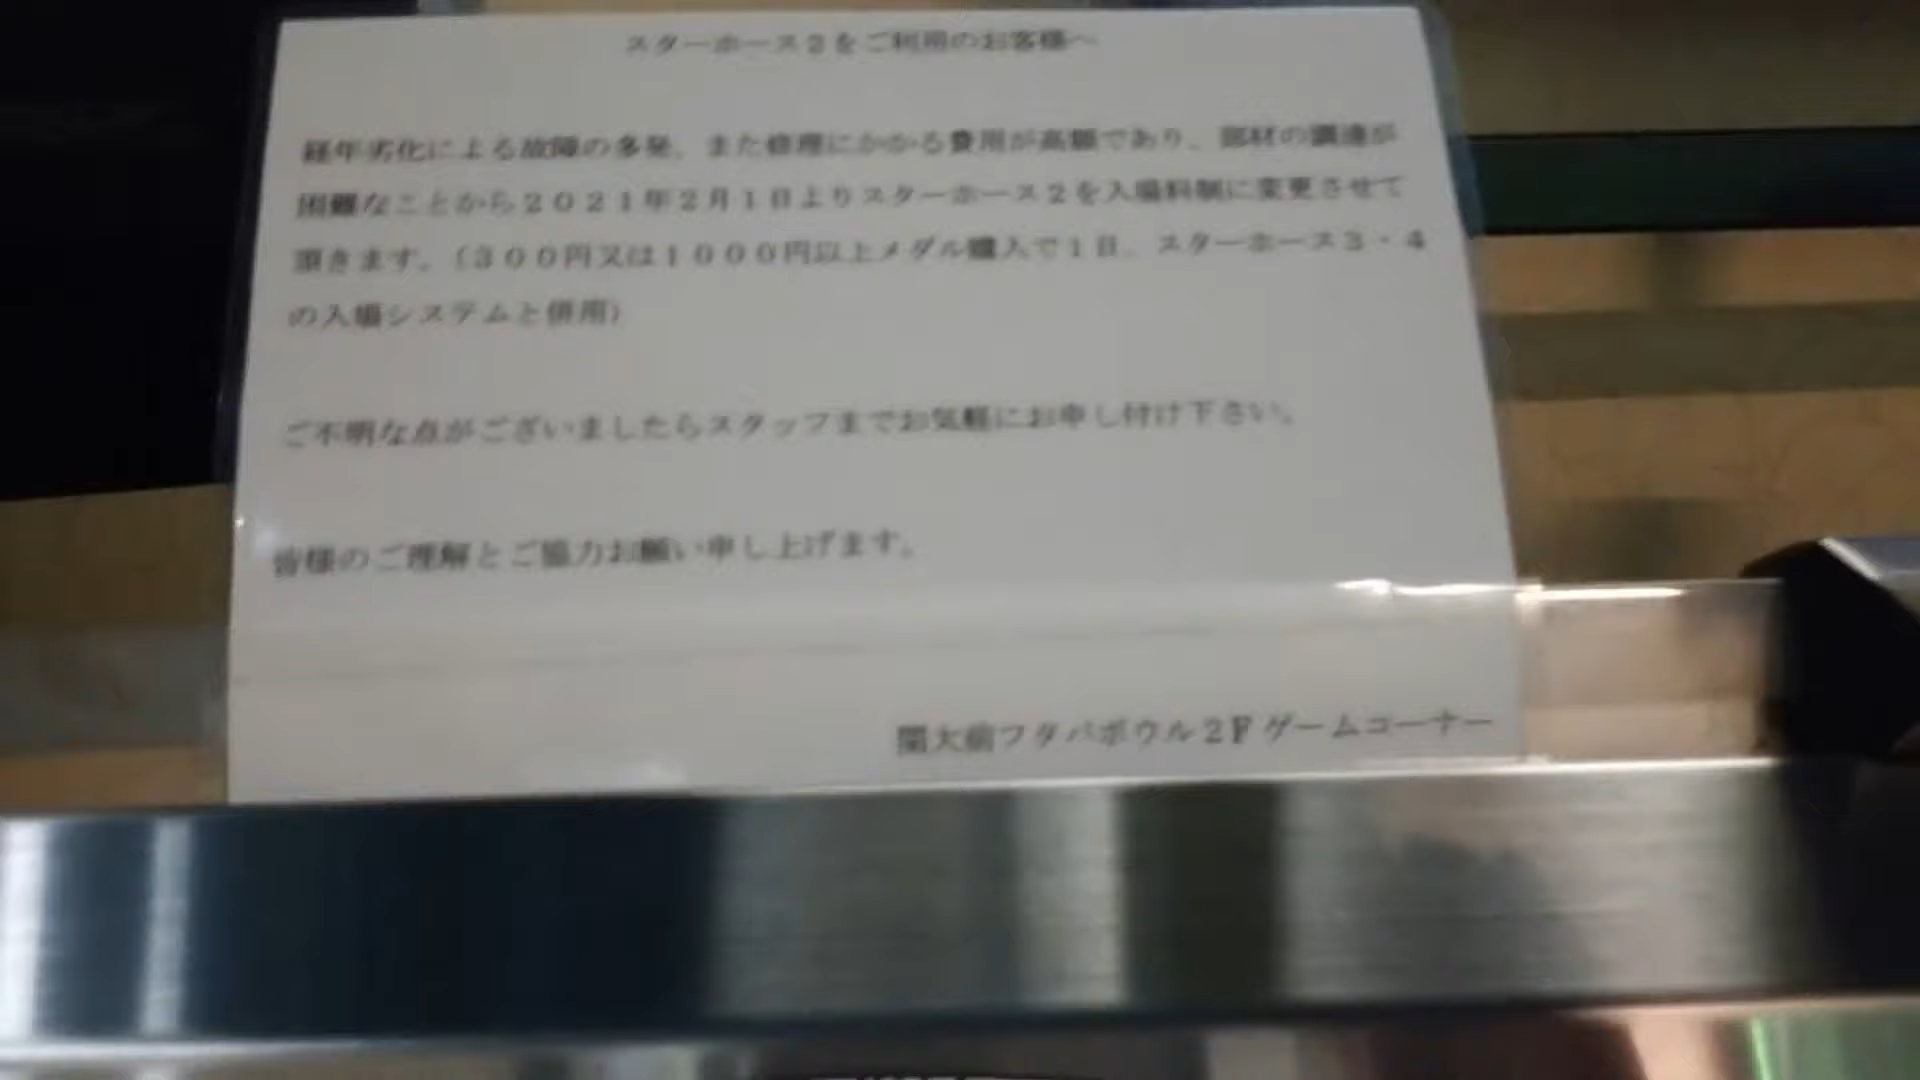 スターホース２をご利用のお客様へ
経年劣化による故障の多発、また修理にかかる費用が高額であり、部材の調達が
困難なことから２０２１年２月１日よりスターホース２を入場料制に変更させて
頂きます。（３００円又は１０００円以上メダル購入で１日、スターホース３・４
の入場システムと併用）
ご不明な点がございましたらスタッフまでお気軽にお申し付け下さい。
皆様のご理解とご協力お願い申し上げます。
関大前フタバボウル２Ｆゲームコーナー